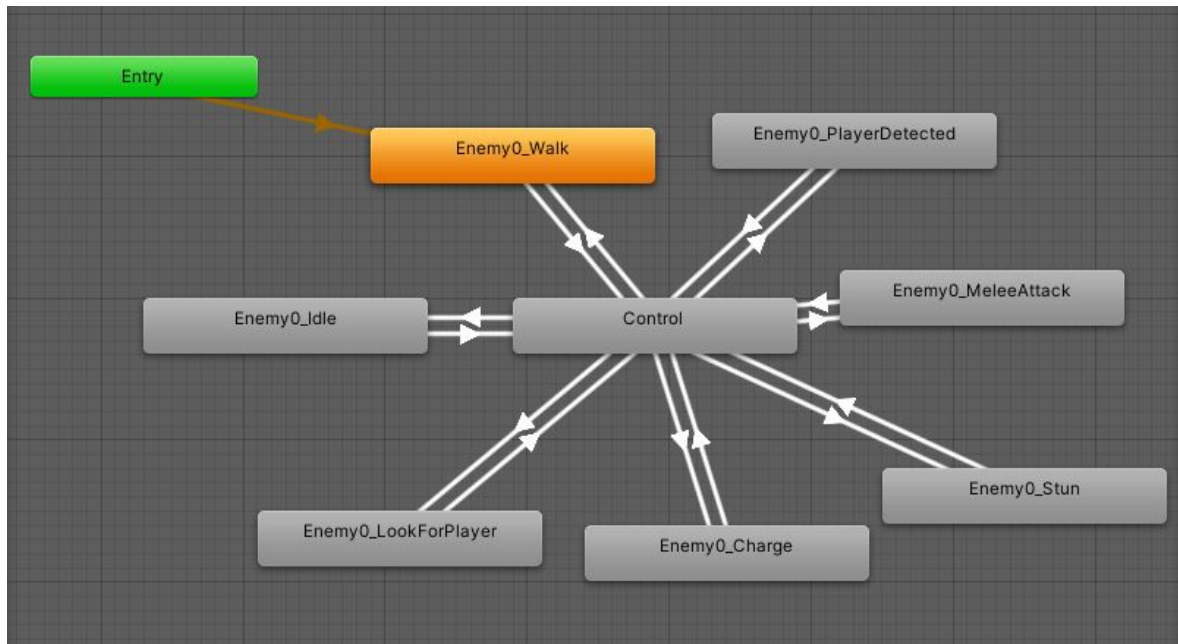 Entry
Enemy0_Walk
Enemy0_PlayerDetected
Enemy0_MeleeAttack
Enemy0_Idle
Control
Enemy0_Stun
Enemy0_LookForPlayer
Enemy0_Charge